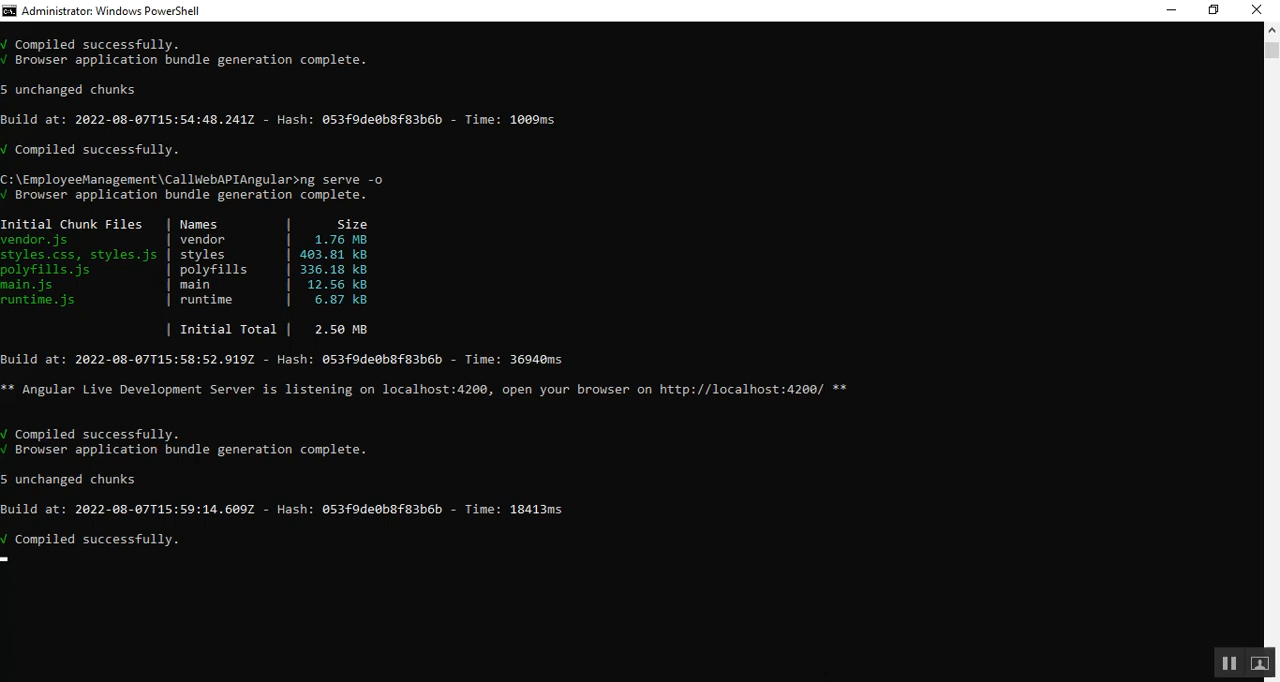 Administrator: Windows PowerShell
√ Compiled successfully.
√ Browser application bundle generation complete.
5 unchanged chunks
Build at: 2022-08-07T15:54:48.241Z - Hash: 053f9de0b8f83b6b - Time: 1009ms
√ Compiled successfully.
C:\EmployeeManagement\CallWebAPIAngular>ng serve -o
√ Browser application bundle generation complete.
Initial Chunk Files | Names | Size
vendor.js | vendor | 1.76 MB
styles.css, styles.js | styles | 403.81 kB
polyfills.js | polyfills | 336.18 kB
main.js | main | 12.56 kB
runtime.js | runtime | 6.87 kB
| Initial Total | 2.50 MB
Build at: 2022-08-07T15:58:52.919Z - Hash: 053f9de0b8f83b6b - Time: 36940ms
** Angular Live Development Server is listening on localhost:4200, open your browser on http://localhost:4200/ **
√ Compiled successfully.
√ Browser application bundle generation complete.
5 unchanged chunks
Build at: 2022-08-07T15:59:14.609Z - Hash: 053f9de0b8f83b6b - Time: 18413ms
√ Compiled successfully.